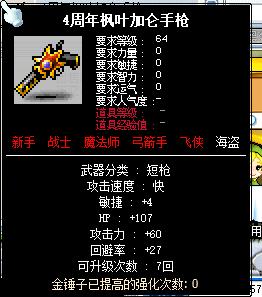 4周年枫叶加仑手枪
要求等级: 64
要求力量: 0
要求敏捷: 0
要求智力: 0
要求运气: 0
要求人气度: -
道具等级: -
道具经验值: -
新手 战士 魔法师 弓箭手 飞侠 海盗
武器分类: 短枪
攻击速度: 快
敏捷: +4
HP: +107
攻击力: +60
回避率: +27
可升级次数: 7回
金锤子已提高的强化次数: 0